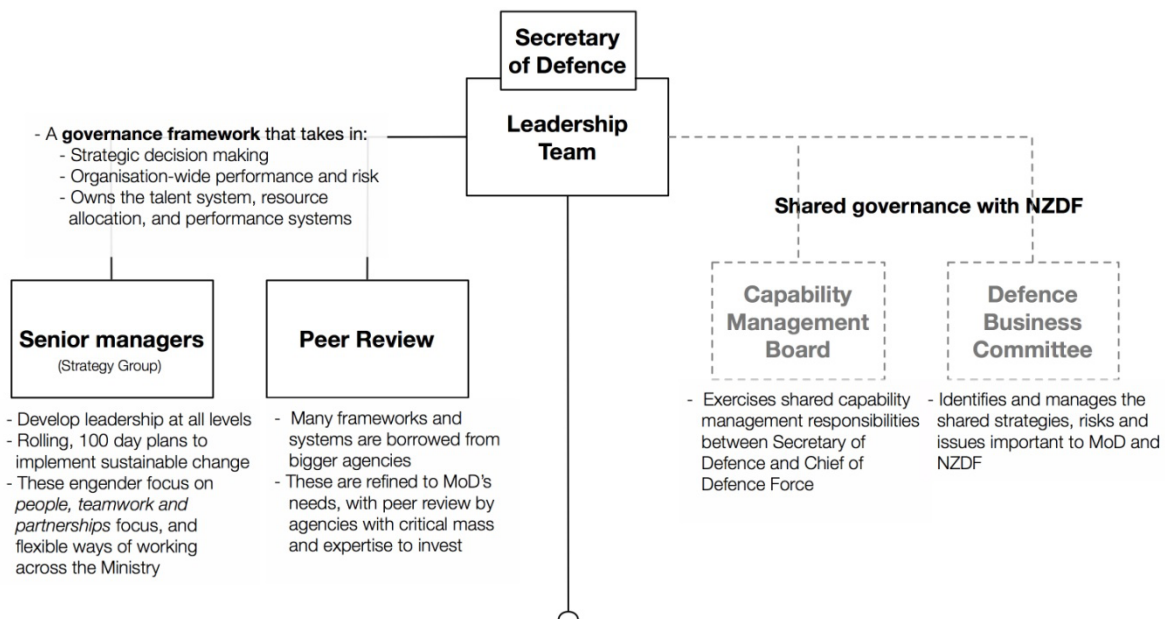 Secretary
of Defence
Leadership
Team
- A governance framework that takes in:
- Strategic decision making
- Organisation-wide performance and risk
- Owns the talent system, resource
allocation, and performance systems
Shared governance with NZDF
Senior managers
(Strategy Group)
- Develop leadership at all levels
- Rolling, 100 day plans to
implement sustainable change
- These engender focus on
people, teamwork and
partnerships focus, and
flexible ways of working
across the Ministry
Peer Review
- Many frameworks and
systems are borrowed from
bigger agencies
- These are refined to MoD's
needs, with peer review by
agencies with critical mass
and expertise to invest
Capability
Management
Board
- Exercises shared capability
management responsibilities
between Secretary of
Defence and Chief of
Defence Force
Defence
Business
Committee
- Identifies and manages the
shared strategies, risks and
issues important to MoD and
NZDF